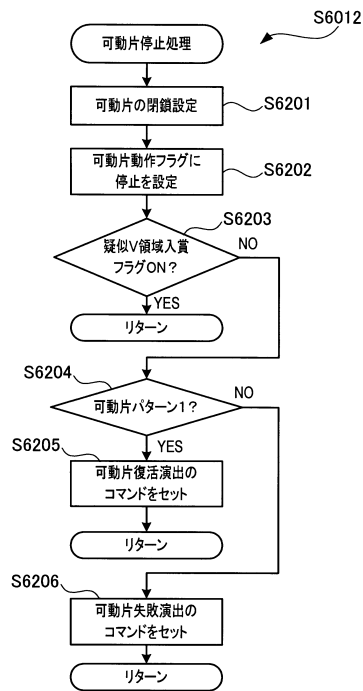 S6012
可動片停止処理
可動片の閉鎖設定
S6201
可動片動作フラグに
停止を設定
S6202
S6203
疑似V領域入賞
フラグON？
NO
YES
リターン
S6204
可動片パターン1？
NO
YES
S6205
可動片復活演出の
コマンドをセット
リターン
S6206
可動片失敗演出の
コマンドをセット
リターン